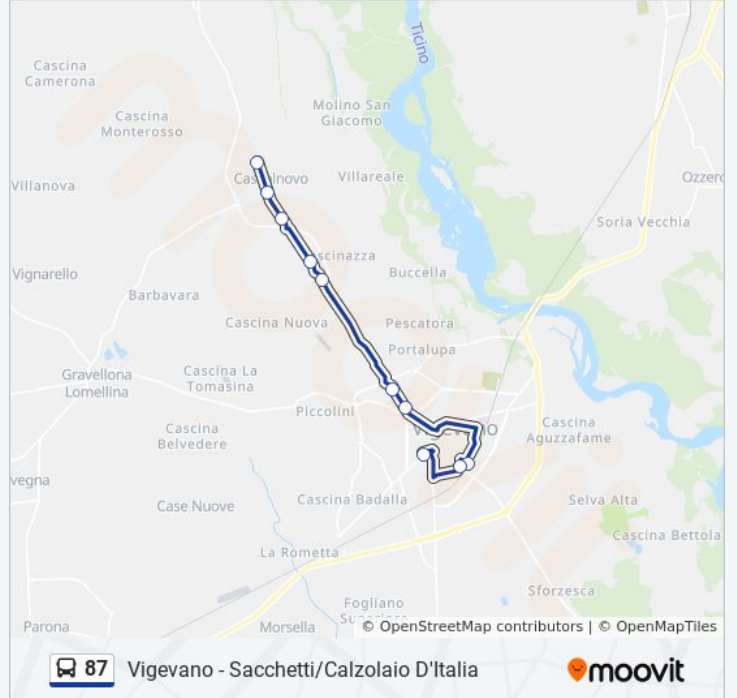 Ticino
Cascina
Camerona
Molino San
Giacomo
Cascina
Monterosso
Villanova
Villareale
Soria Vecchia
Vignarello
Buccella
Barbavara
Cascina Nuova
Pescatora
Portalupa
Gravellona
Lomellina
Cascina La
Tomasina
Piccolini
Cascina
Belvedere
Cascina
Aguzzafame
Case Nuove
Cascina Badalla
Selva Alta
Cascina Bettola
La Rometta
Sforzesca
Fogliano
Parona
Morsella
© OpenStreetMap contributors | © OpenMapTiles
87 Vigevano - Sacchetti/Calzolaio D'Italia
moovit